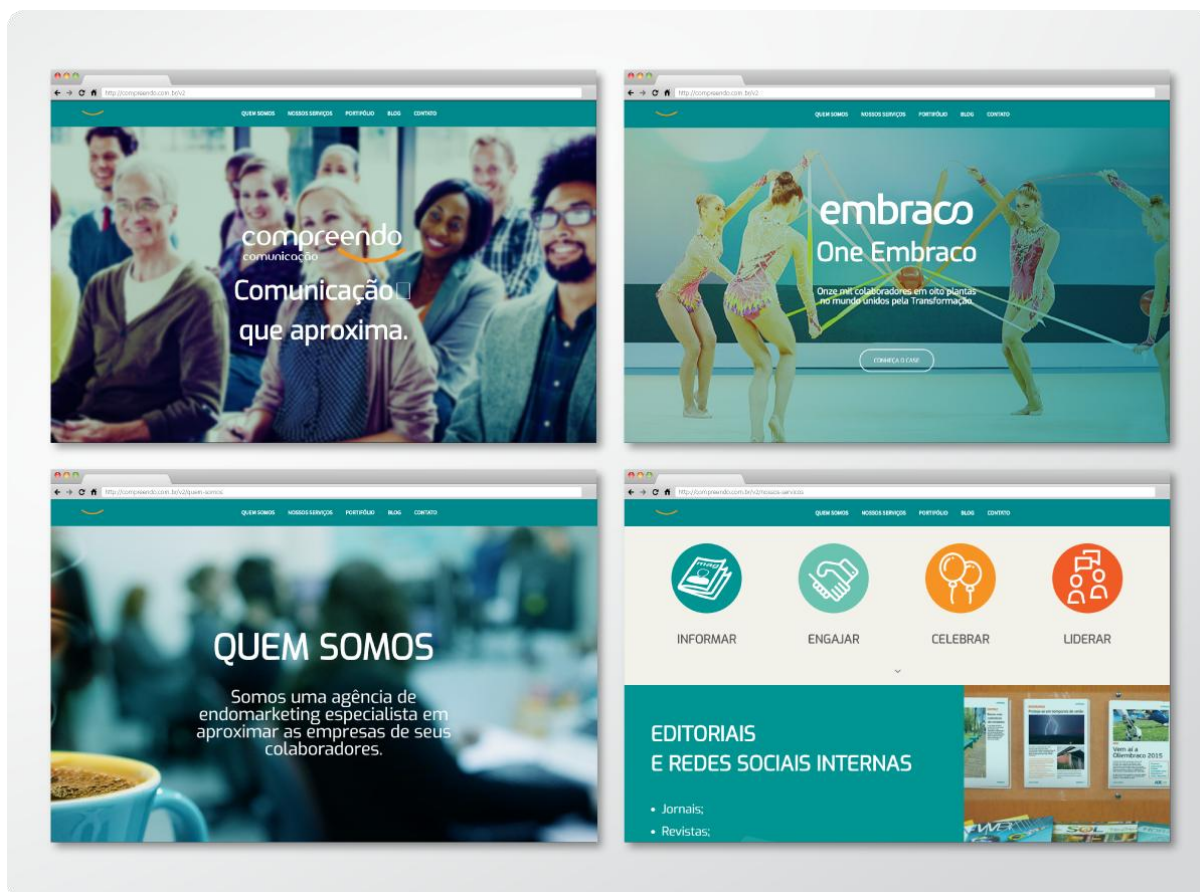 http://compreendo.com.br/v2
QUEM SOMOS NOSSOS SERVIÇOS PORTIFÓLIO BLOG CONTATO
compreendo
comunicação
Comunicação
que aproxima.
http://compreendo.com.br/v2
QUEM SOMOS NOSSOS SERVIÇOS PORTIFÓLIO BLOG CONTATO
embraco
One Embraco
Onze mil colaboradores em oito plantas
no mundo unidos pela Transformação.
CONHEÇA O CASE
http://compreendo.com.br/v2/quem-somos
QUEM SOMOS NOSSOS SERVIÇOS PORTIFÓLIO BLOG CONTATO
QUEM SOMOS
Somos uma agência de
endomarketing especialista em
aproximar as empresas de seus
colaboradores.
http://compreendo.com.br/v2/nossos-servicos
QUEM SOMOS NOSSOS SERVIÇOS PORTIFÓLIO BLOG CONTATO
mag
INFORMAR ENGAJAR CELEBRAR LIDERAR
EDITORIAIS
E REDES SOCIAIS INTERNAS
• Jornais;
• Revistas;
Vem aí a
Olembraco 2015
SOL